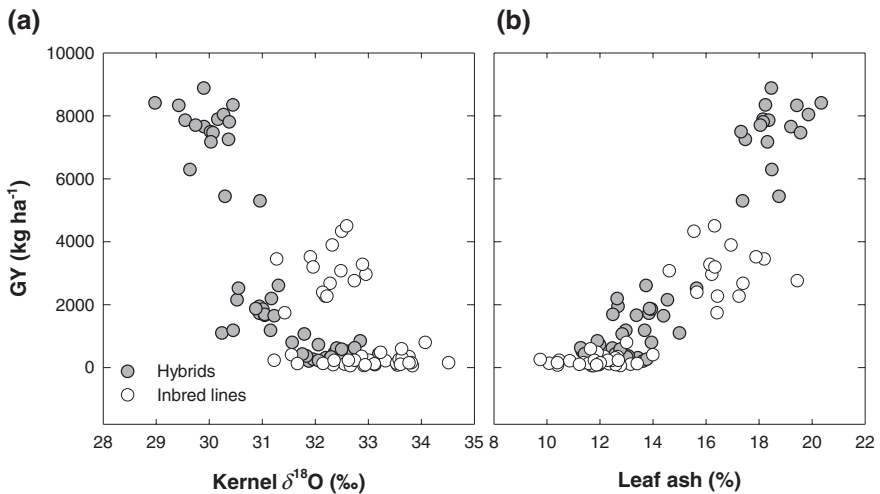 (a)
(b)
10000
8000
6000
4000
2000
0
GY (kg ha⁻¹)
Hybrids
Inbred lines
28 29 30 31 32 33 34 35
8 10 12 14 16 18 20 22
Kernel δ¹⁸O (‰)
Leaf ash (%)